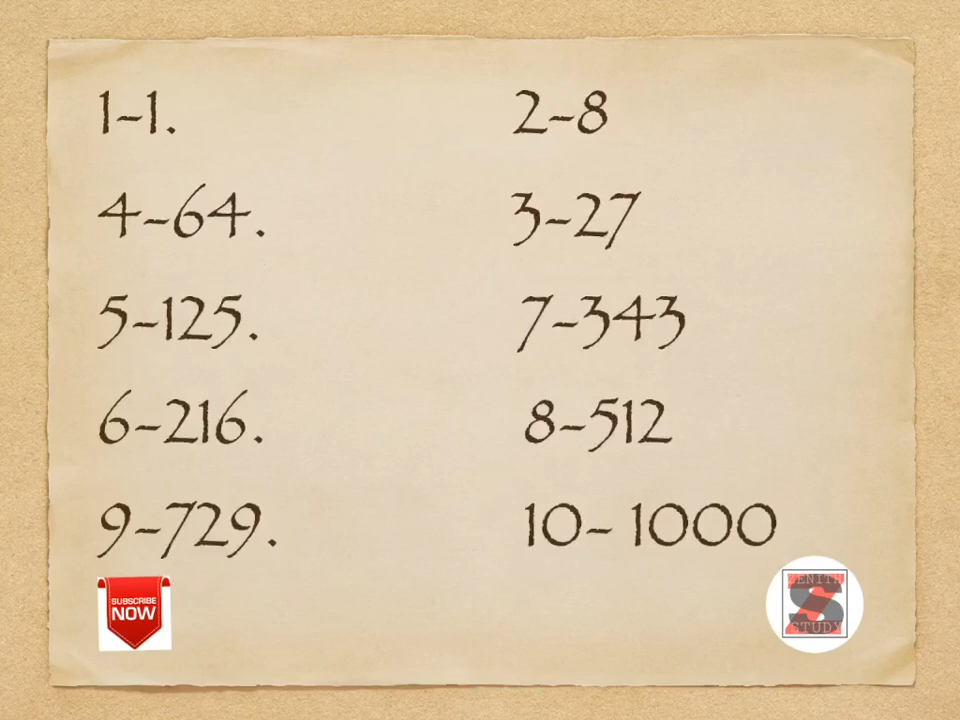 1-1. 2-8
4-64. 3-27
5-125. 7-343
6-216. 8-512
9-729. 10- 1000
SUBSCRIBE
NOW
ZENITH
STUDY